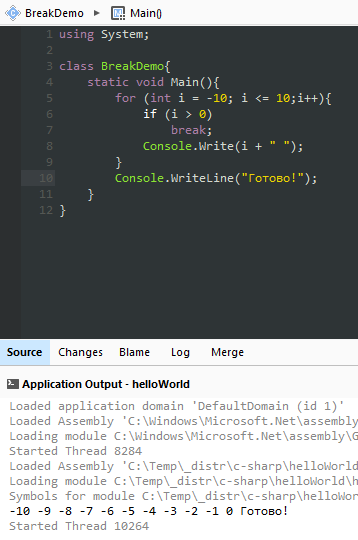 BreakDemo Main()
1 using System;
2
3 class BreakDemo{
4 static void Main(){
5 for (int i = -10; i <= 10;i++){
6 if (i > 0)
7 break;
8 Console.Write(i + " ");
9 }
10 Console.WriteLine("Готово!");
11 }
12 }
Source Changes Blame Log Merge
Application Output - helloWorld
Loaded application domain 'DefaultDomain (id 1)'
Loaded Assembly 'C:\Windows\Microsoft.Net\assembly
Loading module C:\Windows\Microsoft.Net\assembly\G
Started Thread 8284
Loaded Assembly 'C:\Temp\_distr\c-sharp\helloWorld
Loading module C:\Temp\_distr\c-sharp\helloWorld\h
Symbols for module C:\Temp\_distr\c-sharp\helloWor
-10 -9 -8 -7 -6 -5 -4 -3 -2 -1 0 Готово!
Started Thread 10264